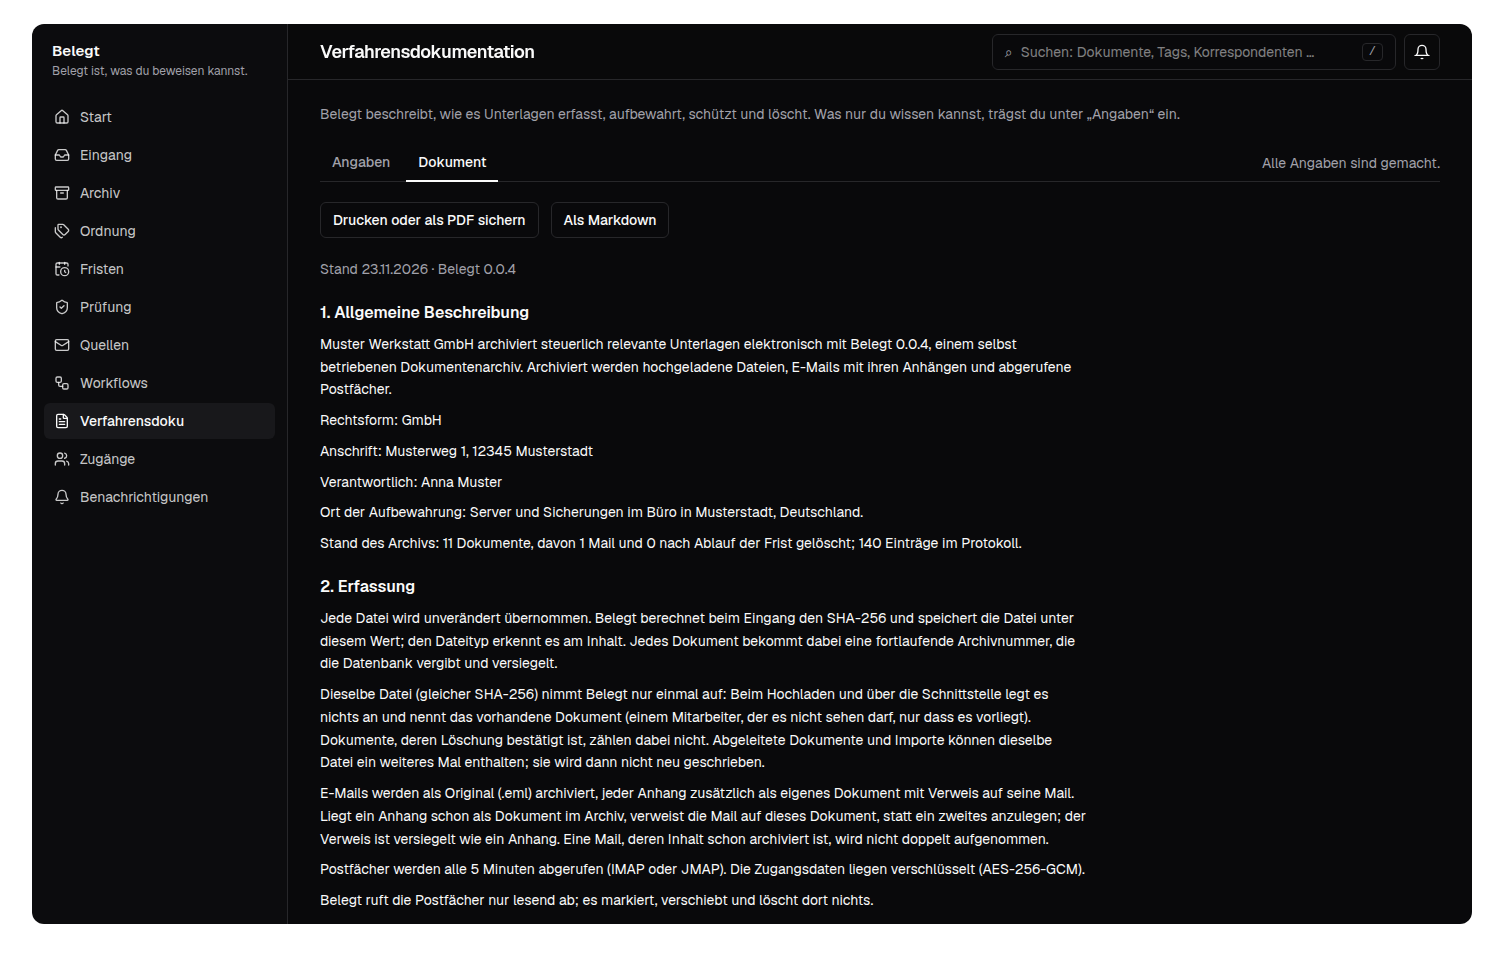 Belegt
Belegt ist, was du beweisen kannst.
Start
Eingang
Archiv
Ordnung
Fristen
Prüfung
Quellen
Workflows
Verfahrensdoku
Zugänge
Benachrichtigungen
Verfahrensdokumentation
Suchen: Dokumente, Tags, Korrespondenten …
/
Belegt beschreibt, wie es Unterlagen erfasst, aufbewahrt, schützt und löscht. Was nur du wissen kannst, trägst du unter „Angaben“ ein.
Angaben
Dokument
Alle Angaben sind gemacht.
Drucken oder als PDF sichern
Als Markdown
Stand 23.11.2026 · Belegt 0.0.4
1. Allgemeine Beschreibung
Muster Werkstatt GmbH archiviert steuerlich relevante Unterlagen elektronisch mit Belegt 0.0.4, einem selbst
betriebenen Dokumentenarchiv. Archiviert werden hochgeladene Dateien, E-Mails mit ihren Anhängen und abgerufene
Postfächer.
Rechtsform: GmbH
Anschrift: Musterweg 1, 12345 Musterstadt
Verantwortlich: Anna Muster
Ort der Aufbewahrung: Server und Sicherungen im Büro in Musterstadt, Deutschland.
Stand des Archivs: 11 Dokumente, davon 1 Mail und 0 nach Ablauf der Frist gelöscht; 140 Einträge im Protokoll.
2. Erfassung
Jede Datei wird unverändert übernommen. Belegt berechnet beim Eingang den SHA-256 und speichert die Datei unter
diesem Wert; den Dateityp erkennt es am Inhalt. Jedes Dokument bekommt dabei eine fortlaufende Archivnummer, die
die Datenbank vergibt und versiegelt.
Dieselbe Datei (gleicher SHA-256) nimmt Belegt nur einmal auf: Beim Hochladen und über die Schnittstelle legt es
nichts an und nennt das vorhandene Dokument (einem Mitarbeiter, der es nicht sehen darf, nur dass es vorliegt).
Dokumente, deren Löschung bestätigt ist, zählen dabei nicht. Abgeleitete Dokumente und Importe können dieselbe
Datei ein weiteres Mal enthalten; sie wird dann nicht neu geschrieben.
E-Mails werden als Original (.eml) archiviert, jeder Anhang zusätzlich als eigenes Dokument mit Verweis auf seine Mail.
Liegt ein Anhang schon als Dokument im Archiv, verweist die Mail auf dieses Dokument, statt ein zweites anzulegen; der
Verweis ist versiegelt wie ein Anhang. Eine Mail, deren Inhalt schon archiviert ist, wird nicht doppelt aufgenommen.
Postfächer werden alle 5 Minuten abgerufen (IMAP oder JMAP). Die Zugangsdaten liegen verschlüsselt (AES-256-GCM).
Belegt ruft die Postfächer nur lesend ab; es markiert, verschiebt und löscht dort nichts.